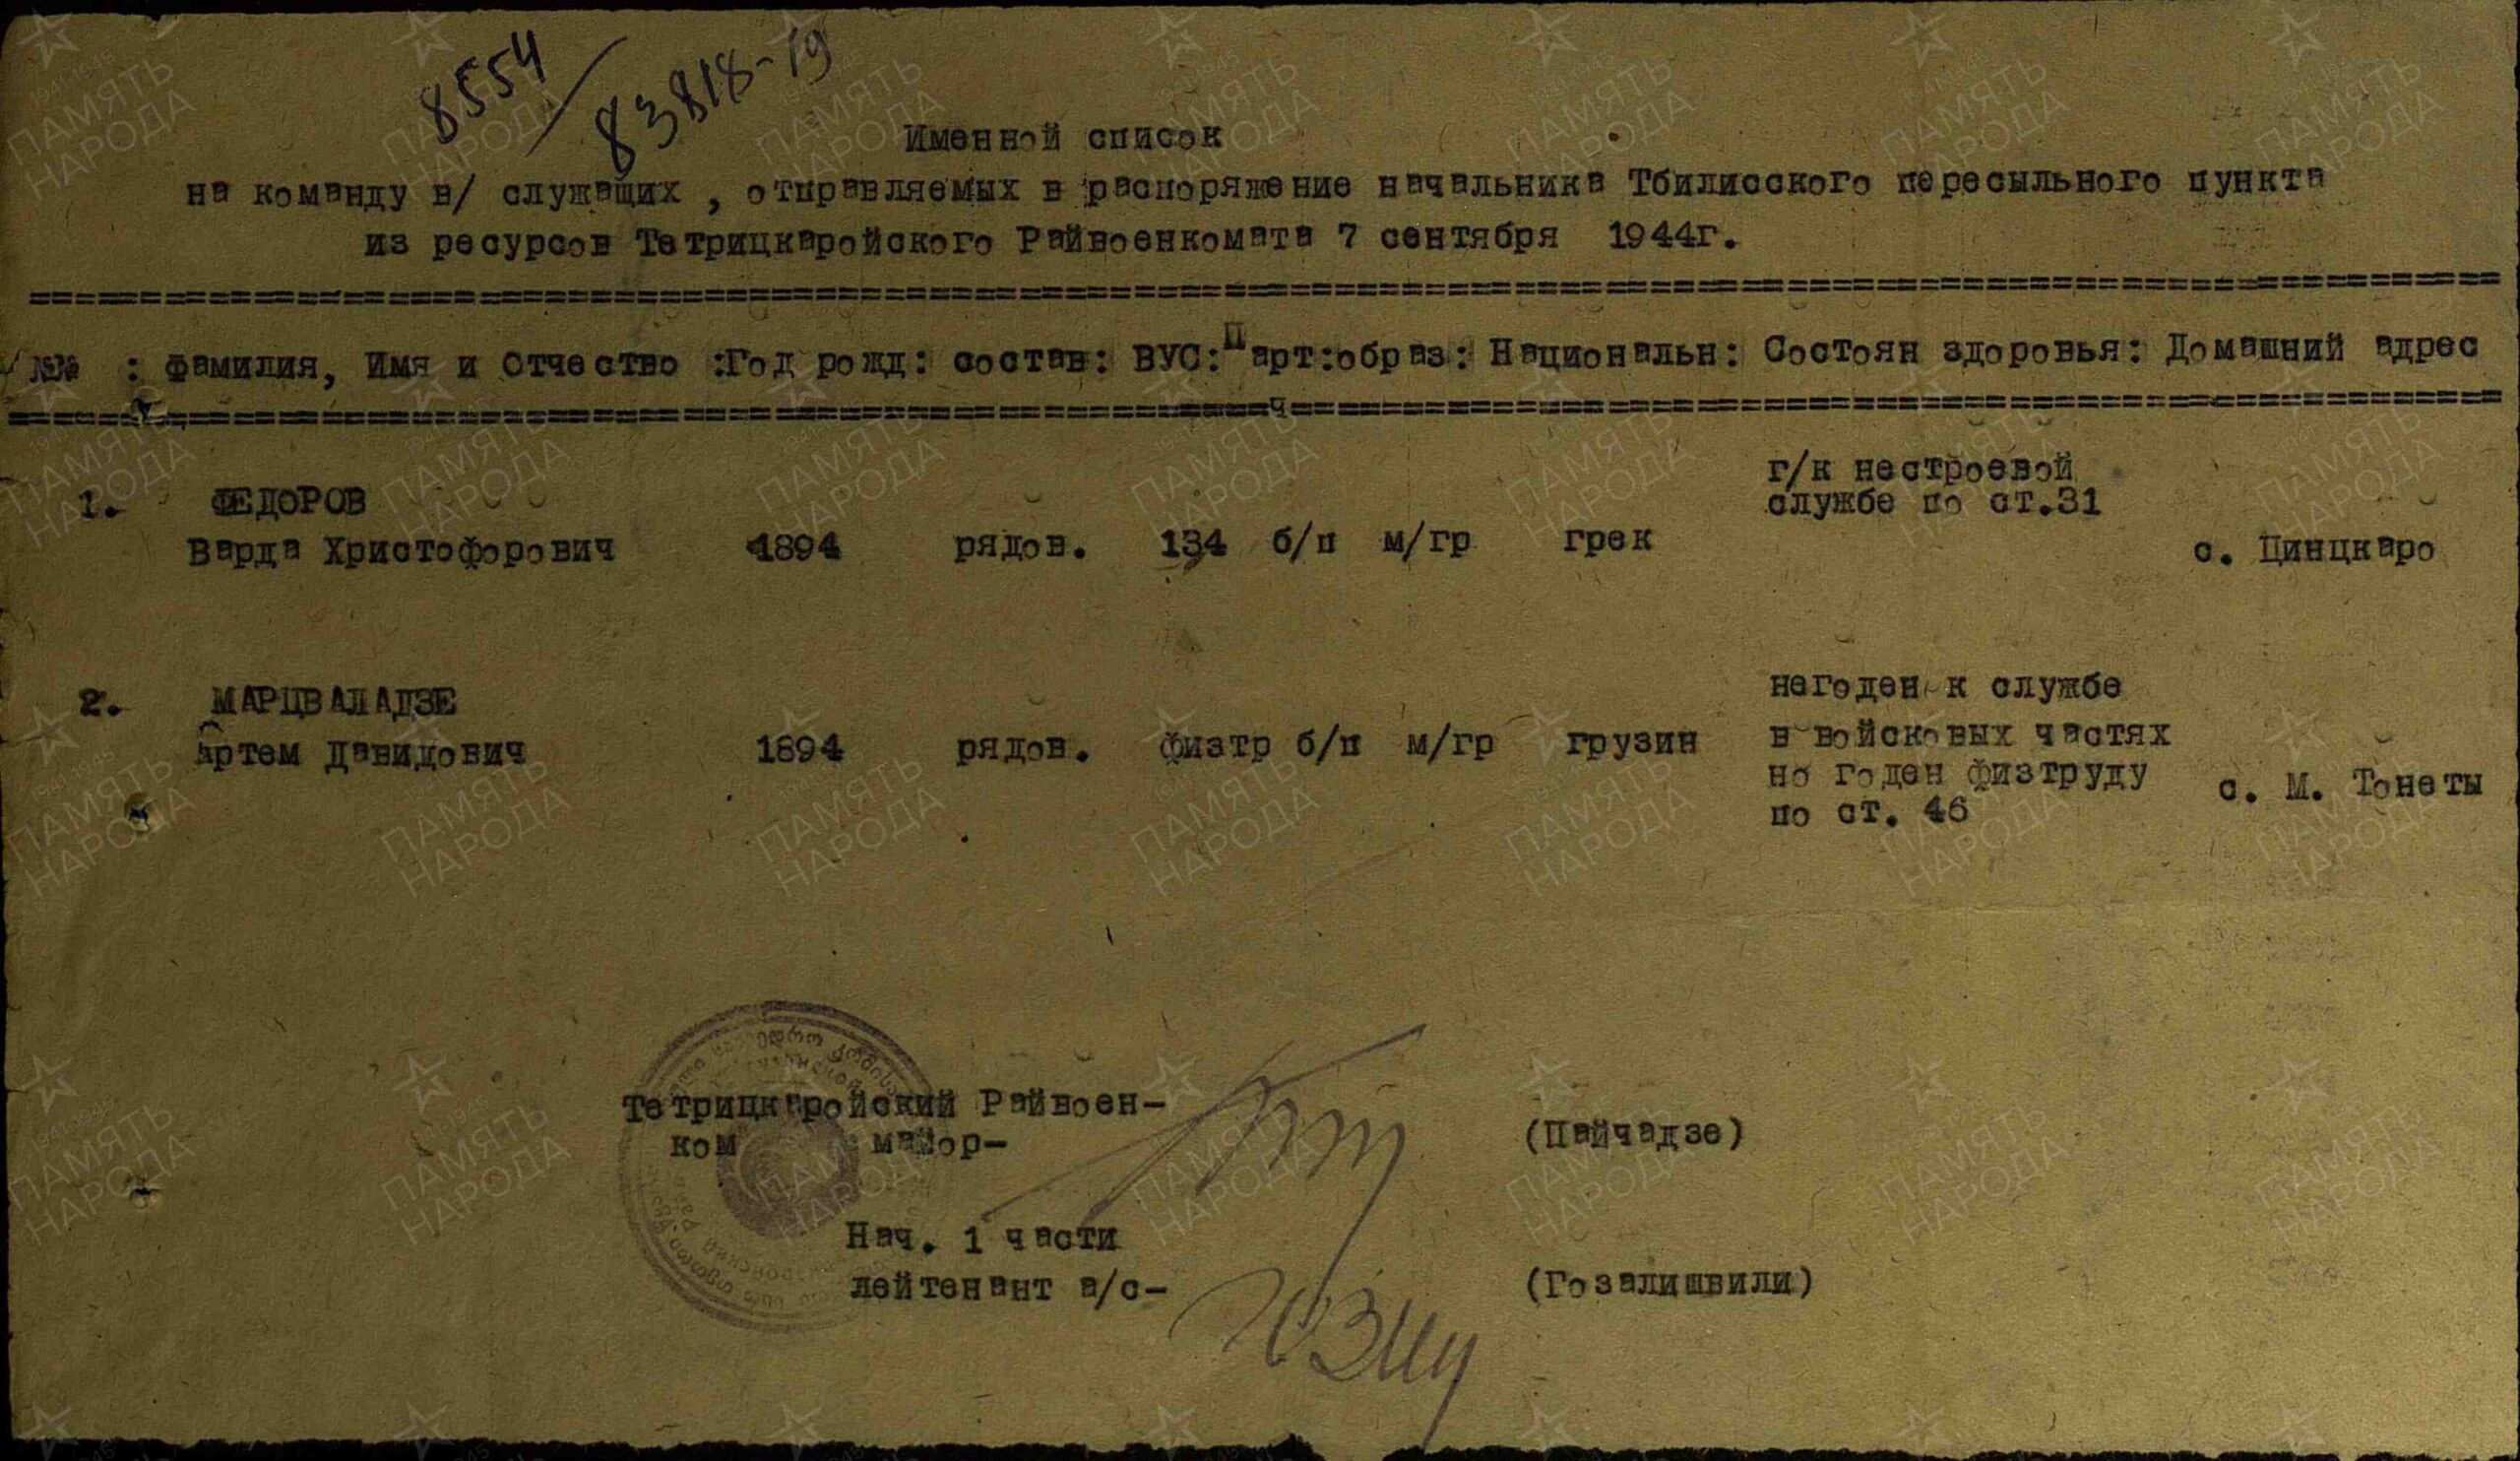 8554/83818-19
Именной список
на команду в/ служащих , отправляемых в распоряжение начальника Тбилисского пересыльного пункта
из ресурсов Тетрицкаройского Райвоенкомата 7 сентября 1944г.
№№ : Фамилия, Имя и Отчество :Год рожд: состав: ВУС:Парт:образ: Национальн: Состоян здоровья: Домашний адрес
1. ФЕДОРОВ
Варда Христофорович 1894 рядов. 134 б/п м/гр грек
г/к нестроевой
службе по ст.31
с. Цинцкаро
2. МАРЦВАЛАДЗЕ
Артем Давидович 1894 рядов. физтр б/п м/гр грузин
негоден к службе
в войсковых частях
но годен физтруду
по ст. 46
с. М. Тонеты
Тетрицкаройский Райвоен-
ком майор- (Пайчадзе)
Нач. 1 части
лейтенант а/с- (Гозалишвили)
ПАМЯТЬ
НАРОДА